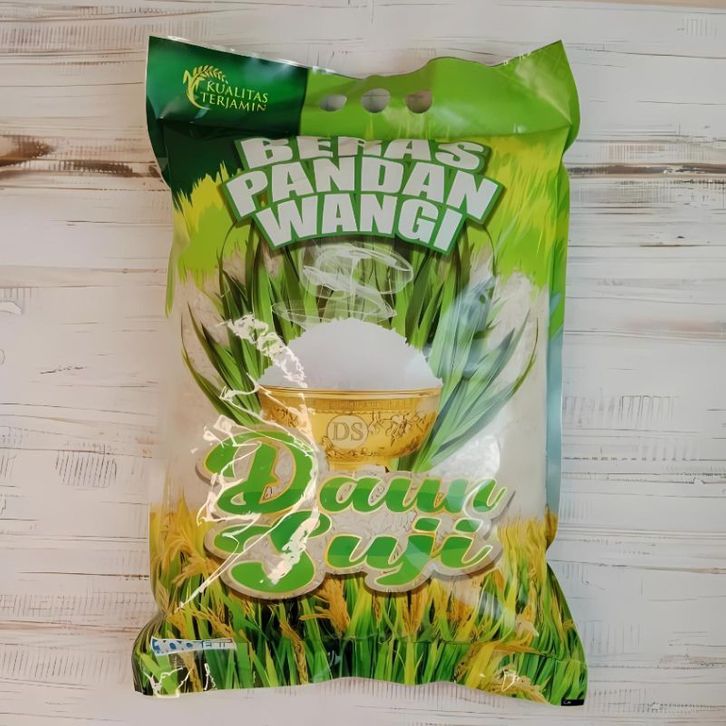 KUALITAS
TERJAMIN
BERAS
PANDAN
WANGI
DS
Daun
Suji